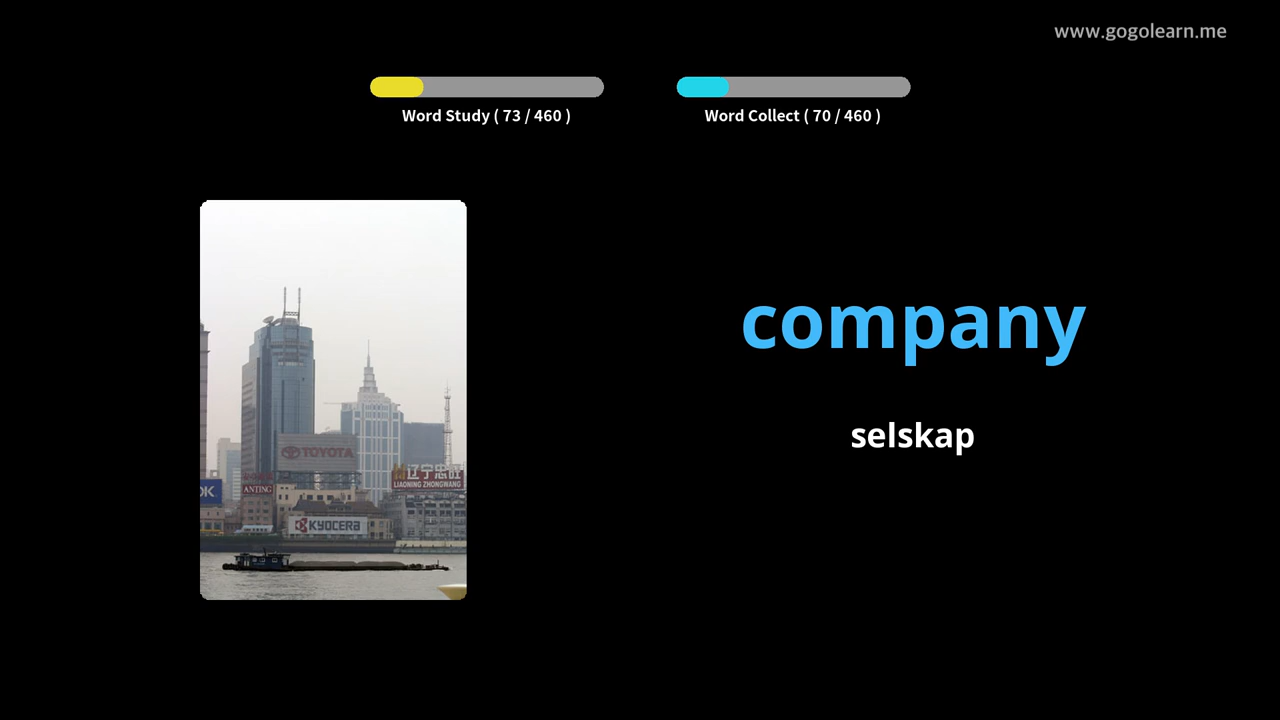 www.gogolearn.me
Word Study ( 73 / 460 )
Word Collect ( 70 / 460 )
company
selskap
TOYOTA
辽宁忠旺
LIAONING ZHONGWANG
OK
ANTING
KYOCERA